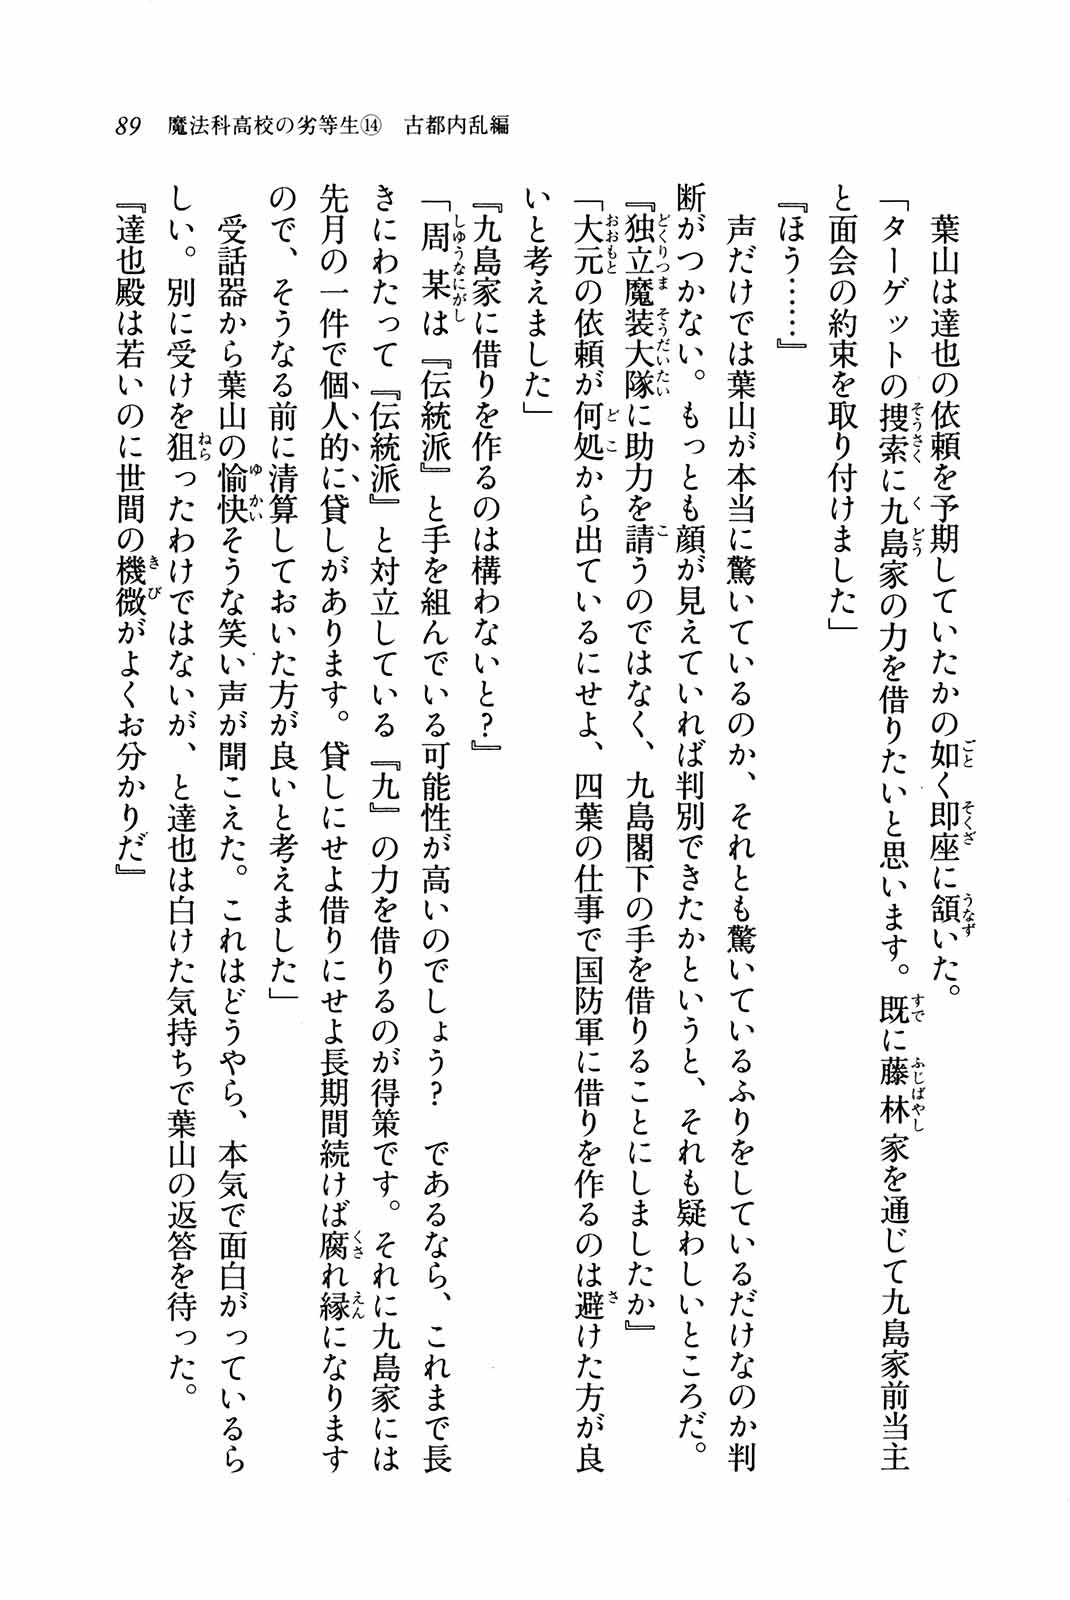 89 魔法科高校の劣等生⑭ 古都内乱編
葉山は達也の依頼を予期していたかの如く即座に頷いた。
「ターゲットの捜索に九島家の力を借りたいと思います。既に藤林家を通じて九島家前当主
と面会の約束を取り付けました」
『ほう……』
声だけでは葉山が本当に驚いているのか、それとも驚いているふりをしているだけなのか判
断がつかない。もっとも顔が見えていれば判別できたかというと、それも疑わしいところだ。
『独立魔装大隊に助力を請うのではなく、九島閣下の手を借りることにしましたか』
「大元の依頼が何処から出ているにせよ、四葉の仕事で国防軍に借りを作るのは避けた方が良
いと考えました」
『九島家に借りを作るのは構わないと？』
「周某は『伝統派』と手を組んでいる可能性が高いのでしょう？ であるなら、これまで長
きにわたって『伝統派』と対立している『九』の力を借りるのが得策です。それに九島家には
先月の一件で個人的に貸しがあります。貸しにせよ借りにせよ長期間続けば腐れ縁になります
ので、そうなる前に清算しておいた方が良いと考えました」
受話器から葉山の愉快そうな笑い声が聞こえた。これはどうやら、本気で面白がっているら
しい。別に受けを狙ったわけではないが、と達也は白けた気持ちで葉山の返答を待った。
『達也殿は若いのに世間の機微がよくお分かりだ』